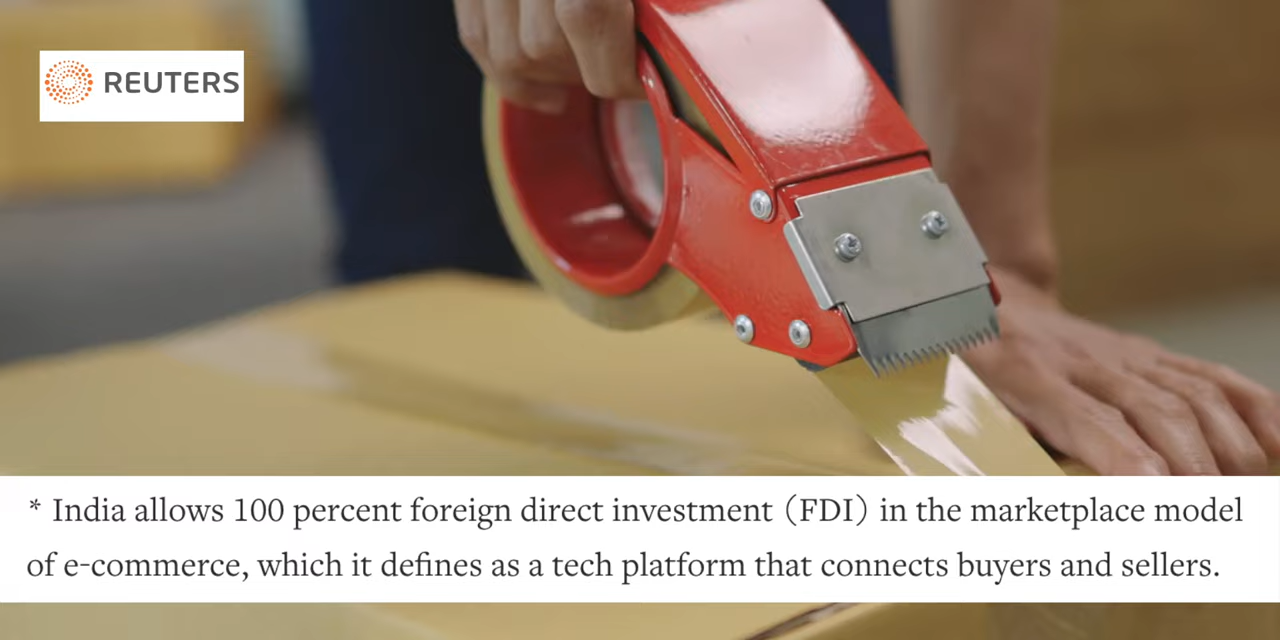 REUTERS
* India allows 100 percent foreign direct investment (FDI) in the marketplace model
of e-commerce, which it defines as a tech platform that connects buyers and sellers.